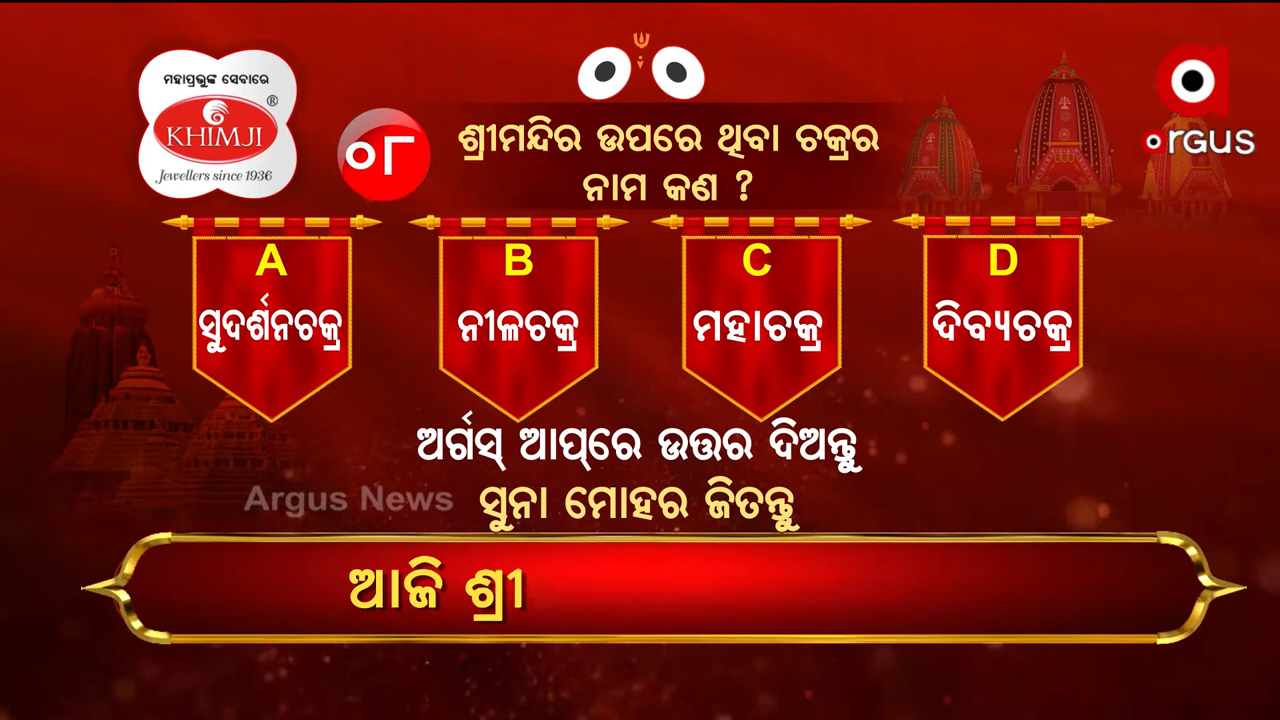 ମହାପ୍ରଭୁଙ୍କ ସେବାରେ
KHIMJI
®
Jewellers since 1936
୦୮
ଶ୍ରୀମନ୍ଦିର ଉପରେ ଥିବା ଚକ୍ରର
ନାମ କଣ ?
a
argus
A
ସୁଦର୍ଶନଚକ୍ର
B
ନୀଳଚକ୍ର
C
ମହାଚକ୍ର
D
ଦିବ୍ୟଚକ୍ର
ଅର୍ଗସ୍ ଆପ୍‌ରେ ଉତ୍ତର ଦିଅନ୍ତୁ
Argus News
ସୁନା ମୋହର ଜିତନ୍ତୁ
ଆଜି ଶ୍ରୀ